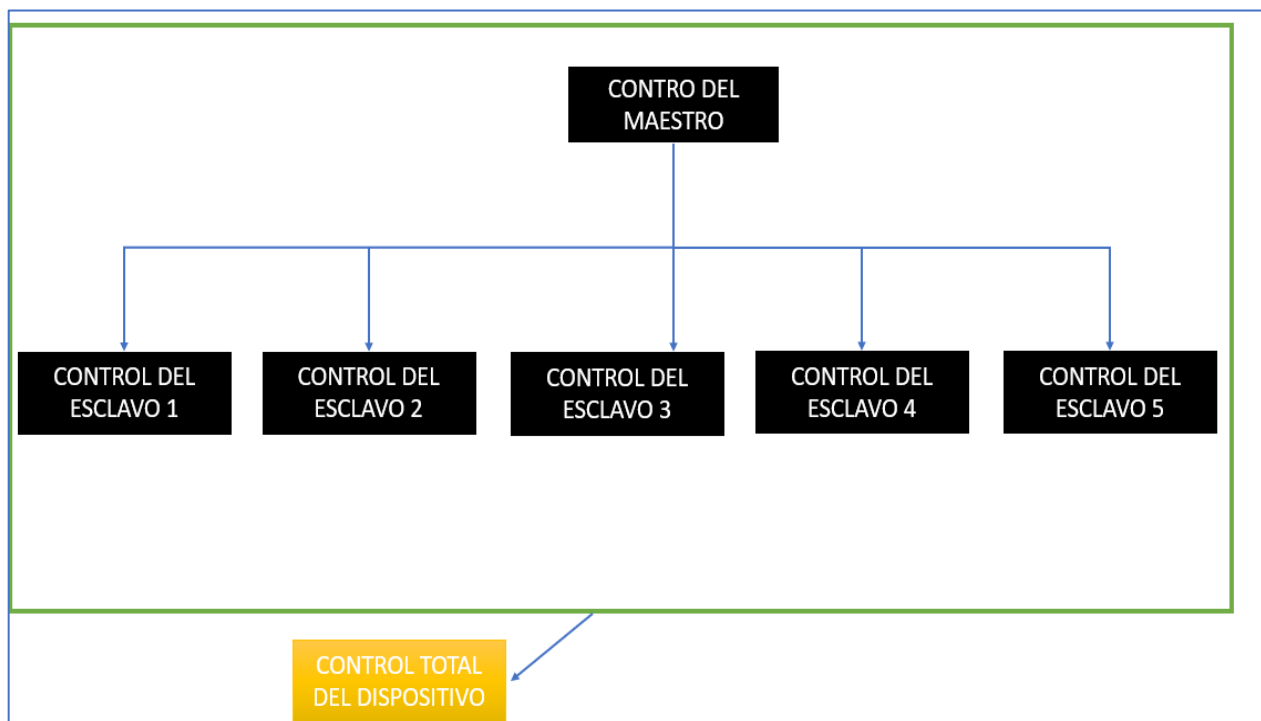 CONTRO DEL
MAESTRO
CONTROL DEL
ESCLAVO 1
CONTROL DEL
ESCLAVO 2
CONTROL DEL
ESCLAVO 3
CONTROL DEL
ESCLAVO 4
CONTROL DEL
ESCLAVO 5
CONTROL TOTAL
DEL DISPOSITIVO